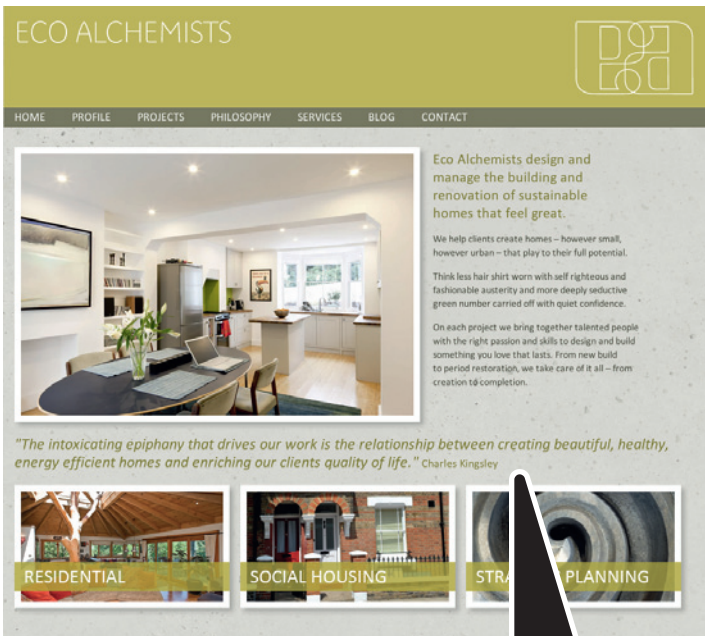 ECO ALCHEMISTS
HOME PROFILE PROJECTS PHILOSOPHY SERVICES BLOG CONTACT
Eco Alchemists design and
manage the building and
renovation of sustainable
homes that feel great.
We help clients create homes – however small,
however urban – that play to their full potential.
Think less hair shirt worn with self righteous and
fashionable austerity and more deeply seductive
green number carried off with quiet confidence.
On each project we bring together talented people
with the right passion and skills to design and build
something you love that lasts. From new build
to period restoration, we take care of it all – from
creation to completion.
"The intoxicating epiphany that drives our work is the relationship between creating beautiful, healthy,
energy efficient homes and enriching our clients quality of life." Charles Kingsley
RESIDENTIAL
SOCIAL HOUSING
PLANNING